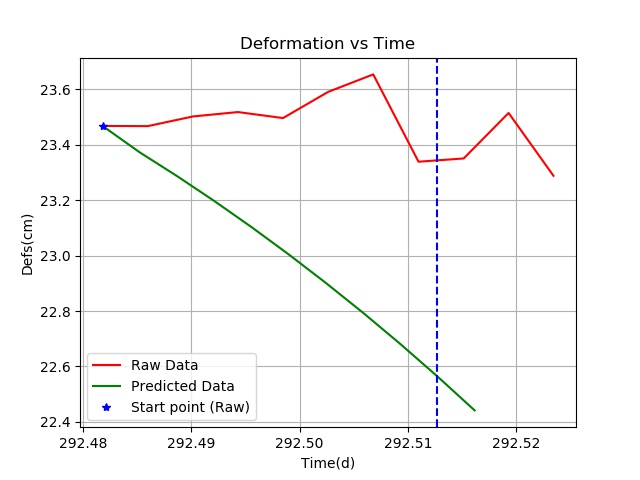 Deformation vs Time
Defs(cm)
23.6
23.4
23.2
23.0
22.8
22.6
22.4
Raw Data
Predicted Data
Start point (Raw)
292.48 292.49 292.50 292.51 292.52
Time(d)